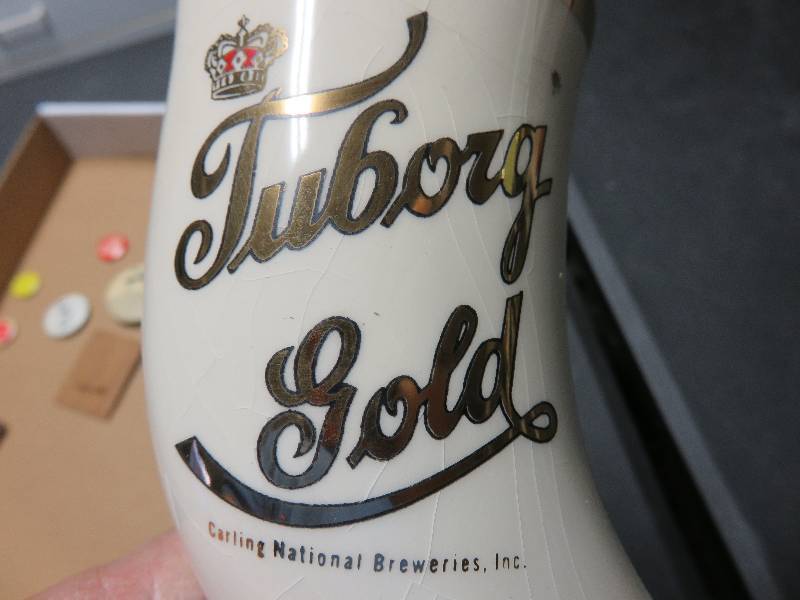 Tuborg
Gold
Carling National Breweries, Inc.